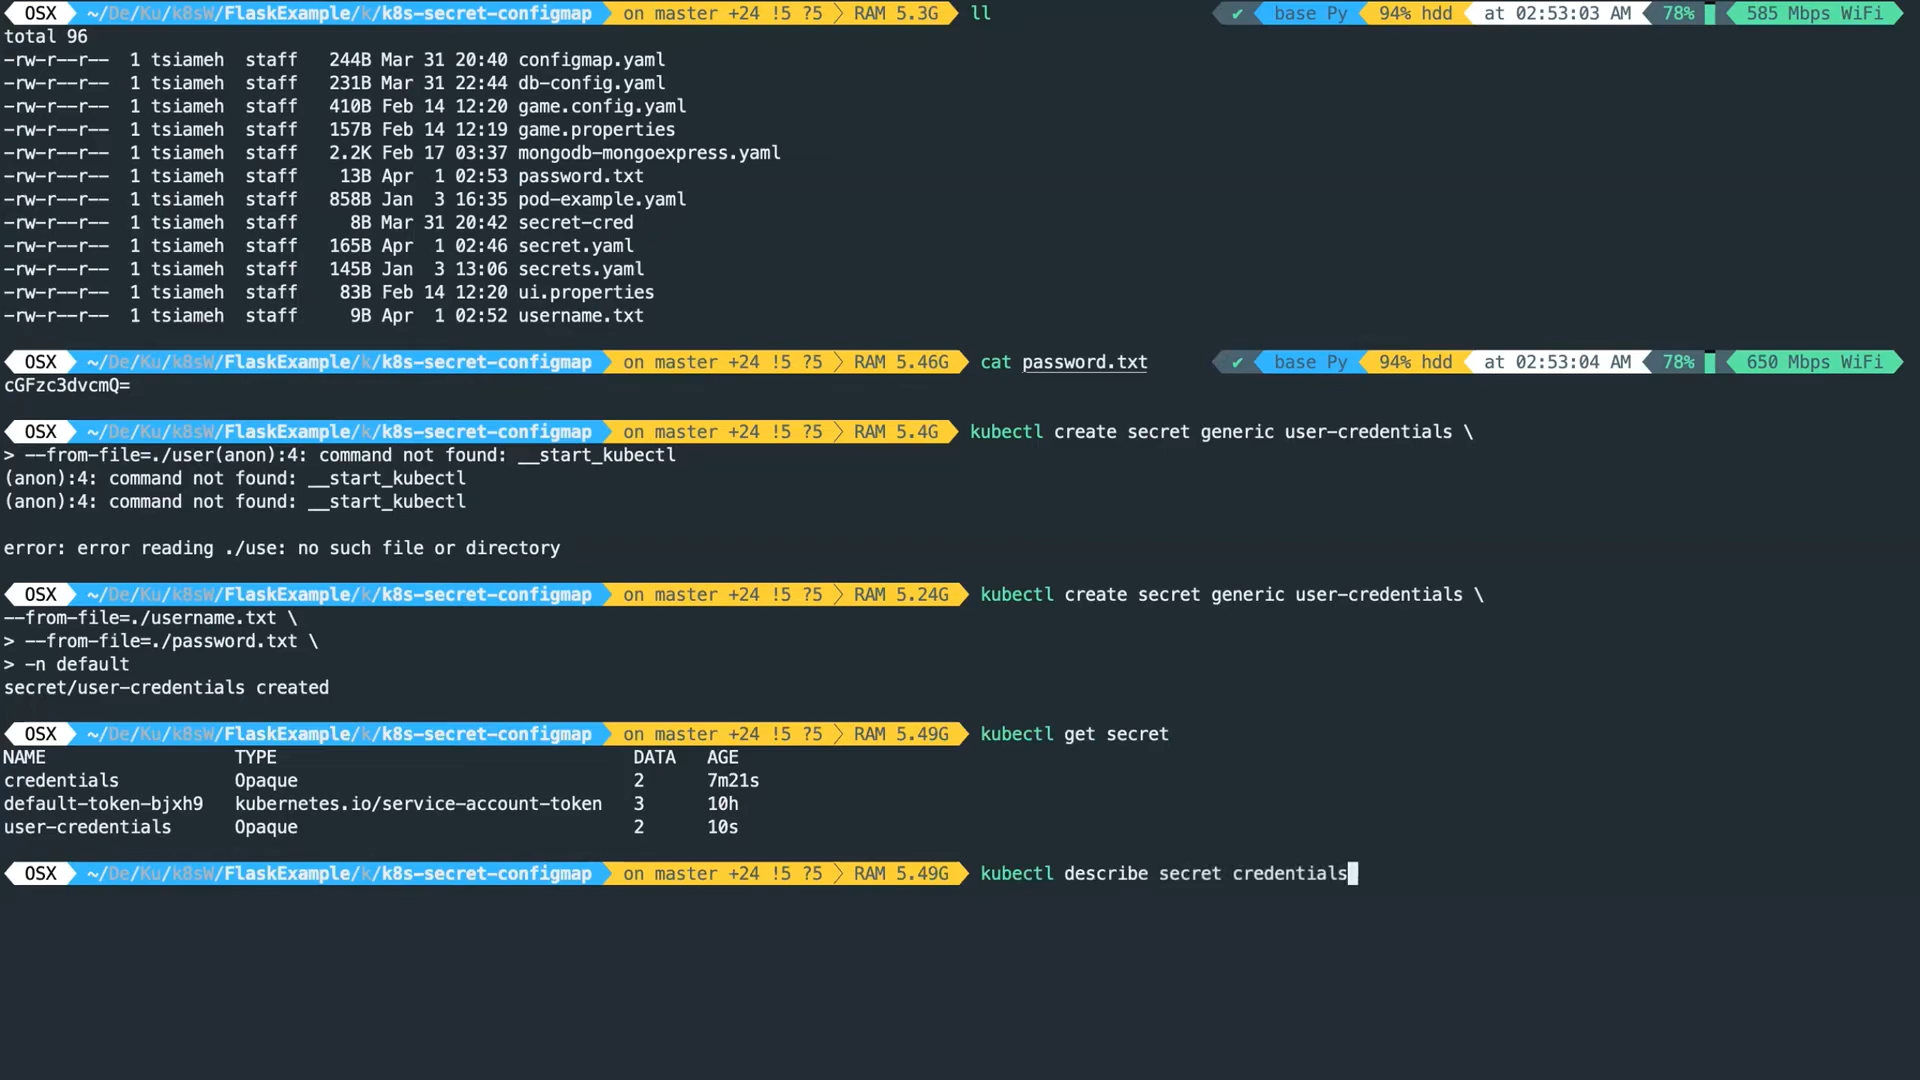 OSX ~/De/Ku/k8sW/FlaskExample/k/k8s-secret-configmap on master +24 !5 ?5 RAM 5.3G ll ✔ base Py 94% hdd at 02:53:03 AM 78% 585 Mbps WiFi
total 96
-rw-r--r-- 1 tsiameh staff 244B Mar 31 20:40 configmap.yaml
-rw-r--r-- 1 tsiameh staff 231B Mar 31 22:44 db-config.yaml
-rw-r--r-- 1 tsiameh staff 410B Feb 14 12:20 game.config.yaml
-rw-r--r-- 1 tsiameh staff 157B Feb 14 12:19 game.properties
-rw-r--r-- 1 tsiameh staff 2.2K Feb 17 03:37 mongodb-mongoexpress.yaml
-rw-r--r-- 1 tsiameh staff 13B Apr 1 02:53 password.txt
-rw-r--r-- 1 tsiameh staff 858B Jan 3 16:35 pod-example.yaml
-rw-r--r-- 1 tsiameh staff 8B Mar 31 20:42 secret-cred
-rw-r--r-- 1 tsiameh staff 165B Apr 1 02:46 secret.yaml
-rw-r--r-- 1 tsiameh staff 145B Jan 3 13:06 secrets.yaml
-rw-r--r-- 1 tsiameh staff 83B Feb 14 12:20 ui.properties
-rw-r--r-- 1 tsiameh staff 9B Apr 1 02:52 username.txt
OSX ~/De/Ku/k8sW/FlaskExample/k/k8s-secret-configmap on master +24 !5 ?5 RAM 5.46G cat password.txt ✔ base Py 94% hdd at 02:53:04 AM 78% 650 Mbps WiFi
cGFzc3dvcmQ=
OSX ~/De/Ku/k8sW/FlaskExample/k/k8s-secret-configmap on master +24 !5 ?5 RAM 5.4G kubectl create secret generic user-credentials \
> --from-file=./user(anon):4: command not found: __start_kubectl
(anon):4: command not found: __start_kubectl
(anon):4: command not found: __start_kubectl
error: error reading ./use: no such file or directory
OSX ~/De/Ku/k8sW/FlaskExample/k/k8s-secret-configmap on master +24 !5 ?5 RAM 5.24G kubectl create secret generic user-credentials \
--from-file=./username.txt \
> --from-file=./password.txt \
> -n default
secret/user-credentials created
OSX ~/De/Ku/k8sW/FlaskExample/k/k8s-secret-configmap on master +24 !5 ?5 RAM 5.49G kubectl get secret
NAME TYPE DATA AGE
credentials Opaque 2 7m21s
default-token-bjxh9 kubernetes.io/service-account-token 3 10h
user-credentials Opaque 2 10s
OSX ~/De/Ku/k8sW/FlaskExample/k/k8s-secret-configmap on master +24 !5 ?5 RAM 5.49G kubectl describe secret credentials